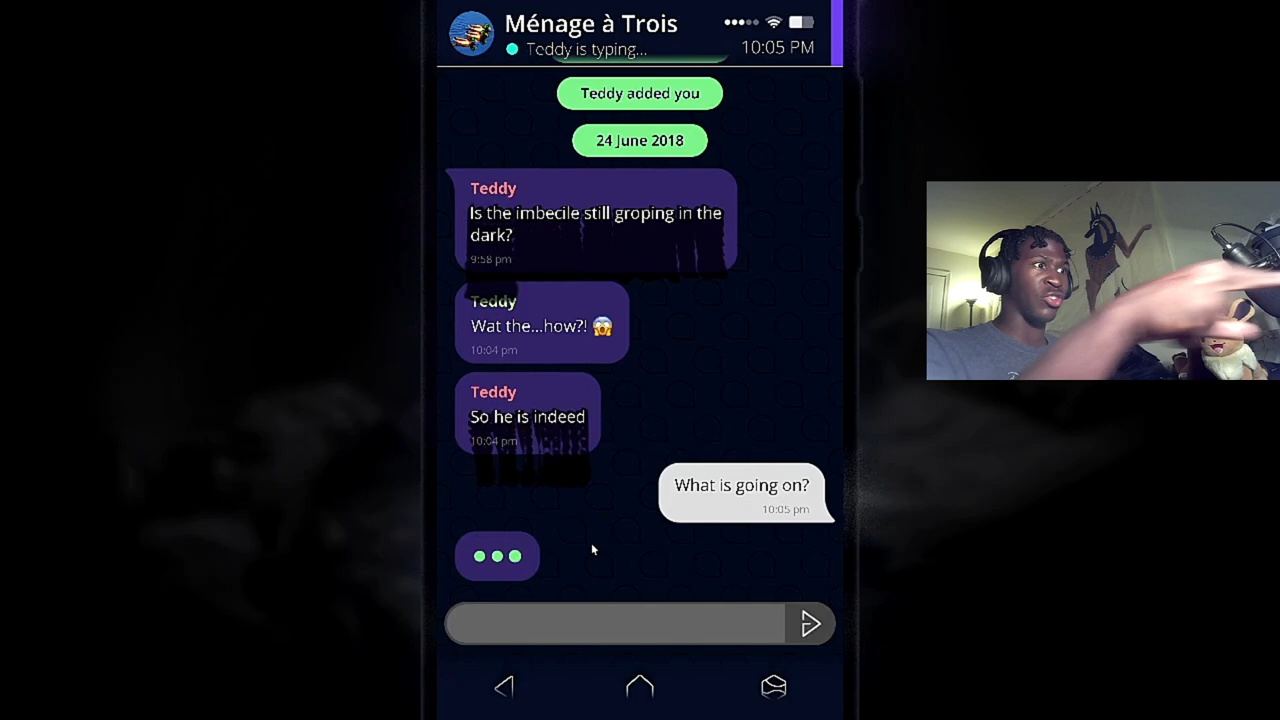 Ménage à Trois
Teddy is typing...
10:05 PM
Teddy added you
24 June 2018
Teddy
Is the imbecile still groping in the
dark?
9:58 pm
Teddy
Wat the...how?! 😱
10:04 pm
Teddy
So he is indeed
10:04 pm
What is going on?
10:05 pm